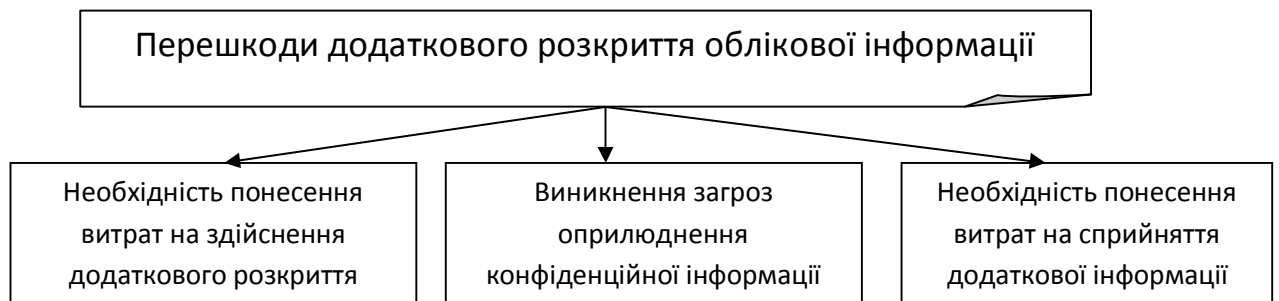 Перешкоди додаткового розкриття облікової інформації
Необхідність понесення
витрат на здійснення
додаткового розкриття
Виникнення загроз
оприлюднення
конфіденційної інформації
Необхідність понесення
витрат на сприйняття
додаткової інформації